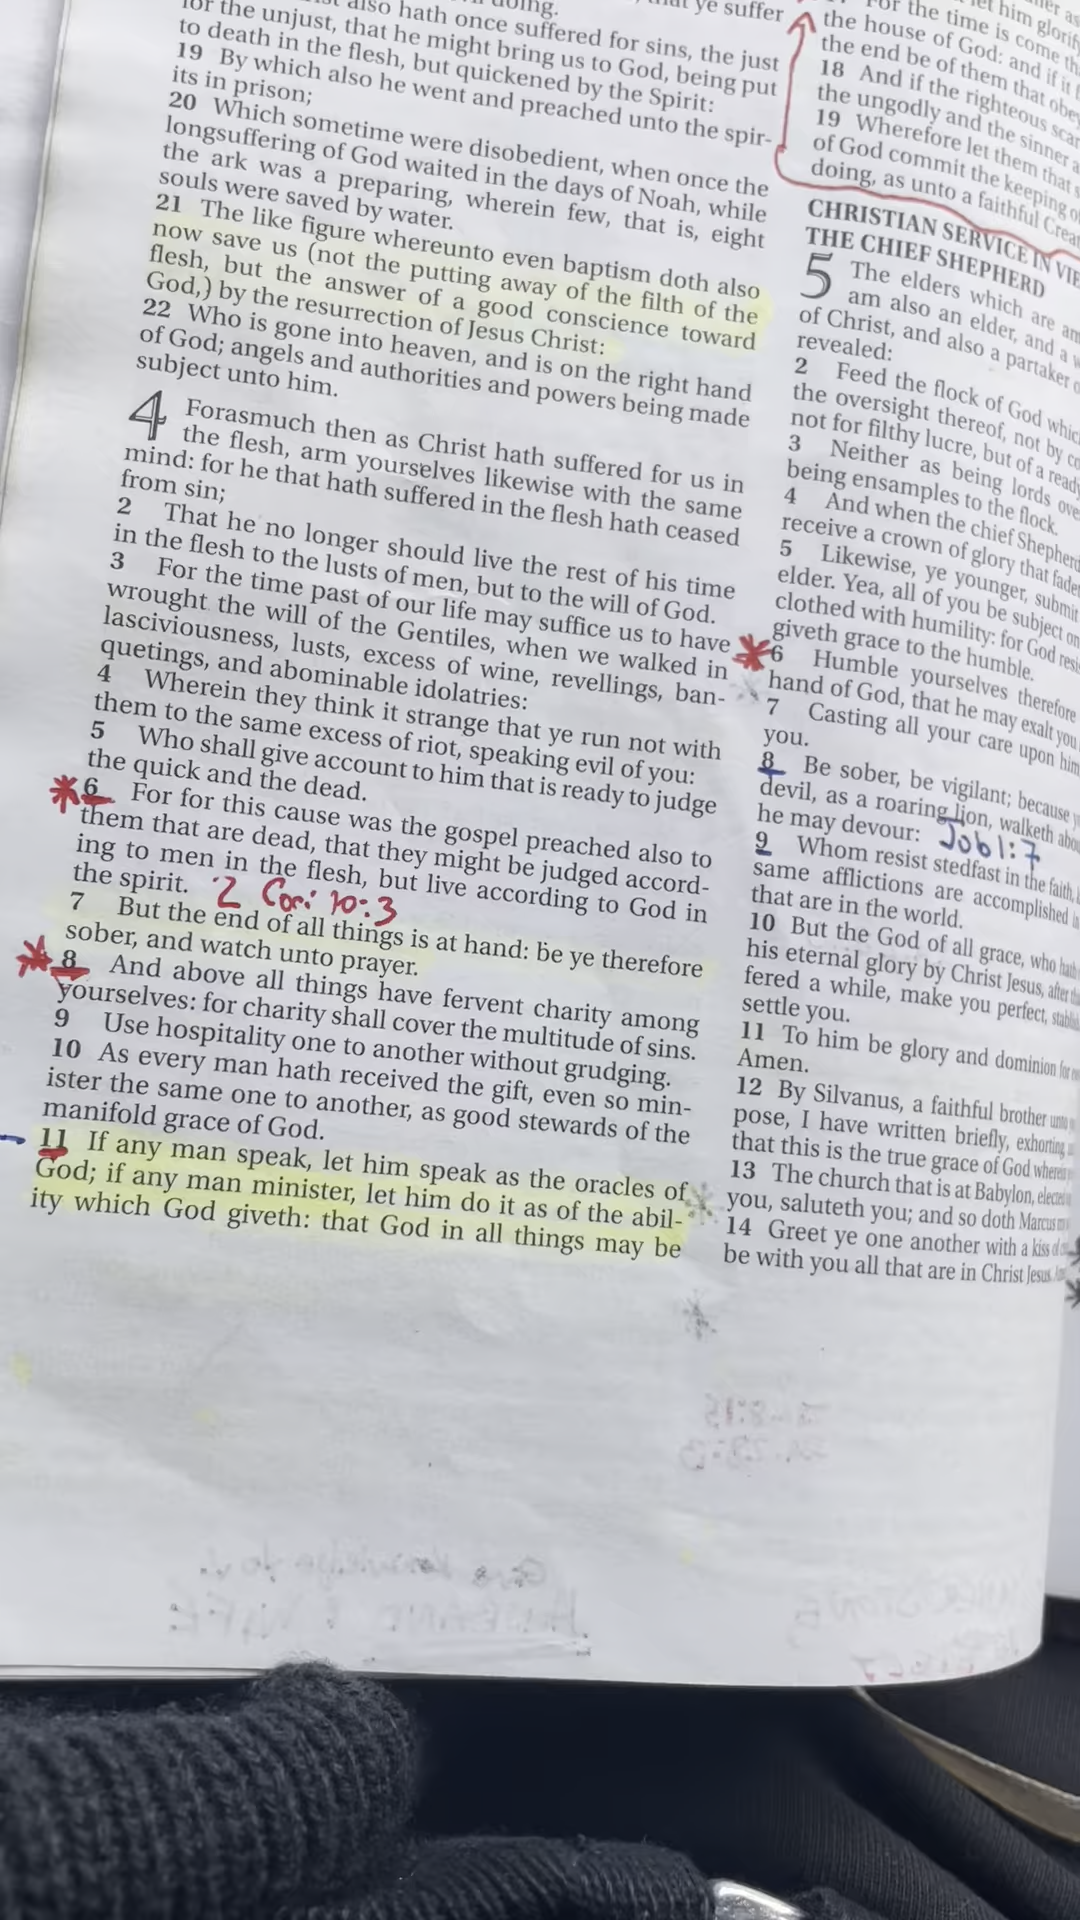 doing.
also hath once suffered for sins, the just
for the unjust, that he might bring us to God, being put
to death in the flesh, but quickened by the Spirit:
19 By which also he went and preached unto the spir-
its in prison;
20 Which sometime were disobedient, when once the
longsuffering of God waited in the days of Noah, while
the ark was a preparing, wherein few, that is, eight
souls were saved by water.
21 The like figure whereunto even baptism doth also
now save us (not the putting away of the filth of the
flesh, but the answer of a good conscience toward
God,) by the resurrection of Jesus Christ:
22 Who is gone into heaven, and is on the right hand
of God; angels and authorities and powers being made
subject unto him.
4 Forasmuch then as Christ hath suffered for us in
the flesh, arm yourselves likewise with the same
mind: for he that hath suffered in the flesh hath ceased
from sin;
2 That he no longer should live the rest of his time
in the flesh to the lusts of men, but to the will of God.
3 For the time past of our life may suffice us to have
wrought the will of the Gentiles, when we walked in
lasciviousness, lusts, excess of wine, revellings, ban-
quetings, and abominable idolatries:
4 Wherein they think it strange that ye run not with
them to the same excess of riot, speaking evil of you:
5 Who shall give account to him that is ready to judge
the quick and the dead.
6 For for this cause was the gospel preached also to
them that are dead, that they might be judged accord-
ing to men in the flesh, but live according to God in
the spirit. 2 Cor: 10:3
7 But the end of all things is at hand: be ye therefore
sober, and watch unto prayer.
8 And above all things have fervent charity among
yourselves: for charity shall cover the multitude of sins.
9 Use hospitality one to another without grudging.
10 As every man hath received the gift, even so min-
ister the same one to another, as good stewards of the
manifold grace of God.
11 If any man speak, let him speak as the oracles of
God; if any man minister, let him do it as of the abil-
ity which God giveth: that God in all things may be
ye suffer
let him glorify
For the time is come
the house of God: and if it
the end be of them that obey
18 And if the righteous
the ungodly and the sinner
19 Wherefore let them that
of God commit the keeping of
doing, as unto a faithful
CHRISTIAN SERVICE IN
THE CHIEF SHEPHERD
5 The elders which are
am also an elder, and a
of Christ, and also a partaker
revealed:
2 Feed the flock of God which
the oversight thereof, not by
not for filthy lucre, but of a ready
3 Neither as being lords
being ensamples to the flock.
4 And when the chief Shepherd
receive a crown of glory that
5 Likewise, ye younger, submit
elder. Yea, all of you be subject
clothed with humility: for God
giveth grace to the humble.
6 Humble yourselves therefore
hand of God, that he may exalt you
7 Casting all your care upon him
you.
8 Be sober, be vigilant; because
devil, as a roaring lion, walketh
he may devour: Job 1:7
9 Whom resist stedfast in the faith,
same afflictions are accomplished
that are in the world.
10 But the God of all grace, who hath
his eternal glory by Christ Jesus, after
fered a while, make you perfect,
settle you.
11 To him be glory and dominion for
Amen.
12 By Silvanus, a faithful brother unto
pose, I have written briefly, exhorting,
that this is the true grace of God wherein
13 The church that is at Babylon, elected
you, saluteth you; and so doth Marcus
14 Greet ye one another with a kiss of
be with you all that are in Christ Jesus.